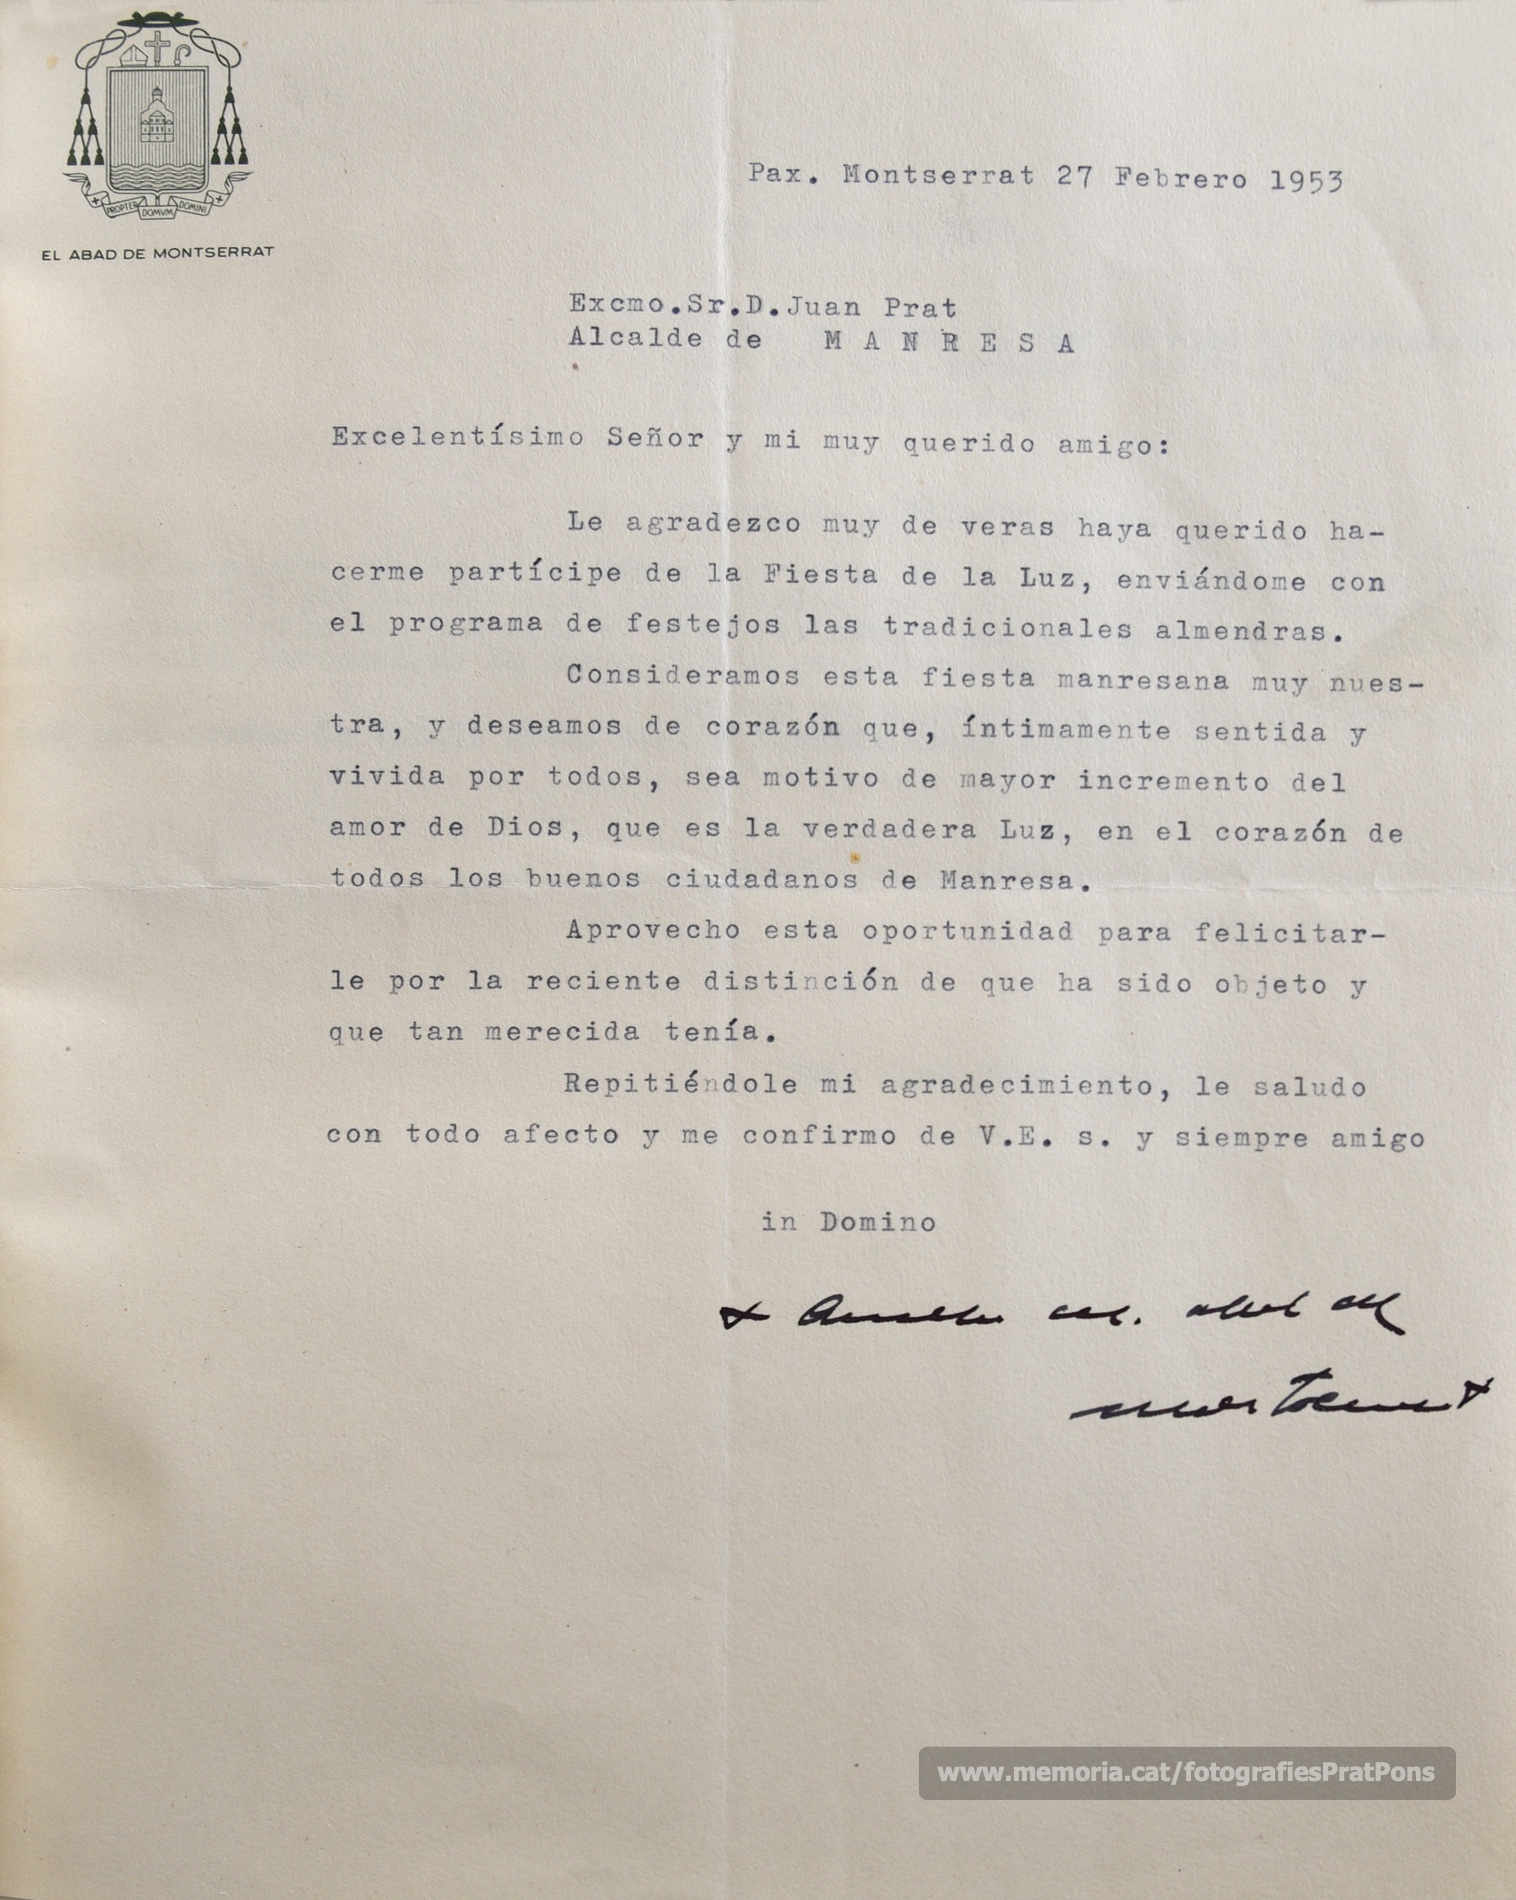 PROPTER DOMVM DOMINI
EL ABAD DE MONTSERRAT
Pax. Montserrat 27 Febrero 1953
Excmo.Sr.D.Juan Prat
Alcalde de M A N R E S A
Excelentísimo Señor y mi muy querido amigo:
Le agradezco muy de veras haya querido ha-
cerme partícipe de la Fiesta de la Luz, enviándome con
el programa de festejos las tradicionales almendras.
Consideramos esta fiesta manresana muy nues-
tra, y deseamos de corazón que, íntimamente sentida y
vivida por todos, sea motivo de mayor incremento del
amor de Dios, que es la verdadera Luz, en el corazón de
todos los buenos ciudadanos de Manresa.
Aprovecho esta oportunidad para felicitar-
le por la reciente distinción de que ha sido objeto y
que tan merecida tenía.
Repitiéndole mi agradecimiento, le saludo
con todo afecto y me confirmo de V.E. s. y siempre amigo
in Domino
www.memoria.cat/fotografiesPratPons